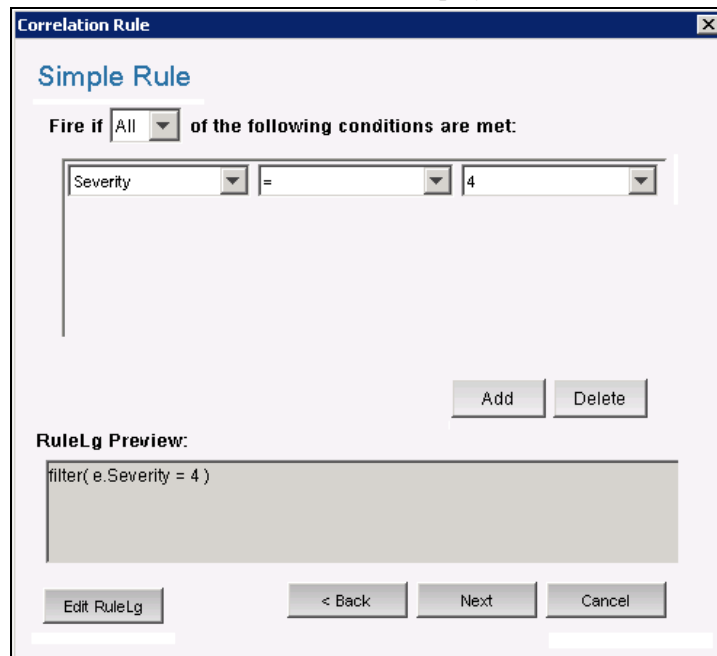 Correlation Rule
Simple Rule
Fire if All of the following conditions are met:
Severity = 4
Add Delete
RuleLg Preview:
filter( e.Severity = 4 )
Edit RuleLg < Back Next Cancel